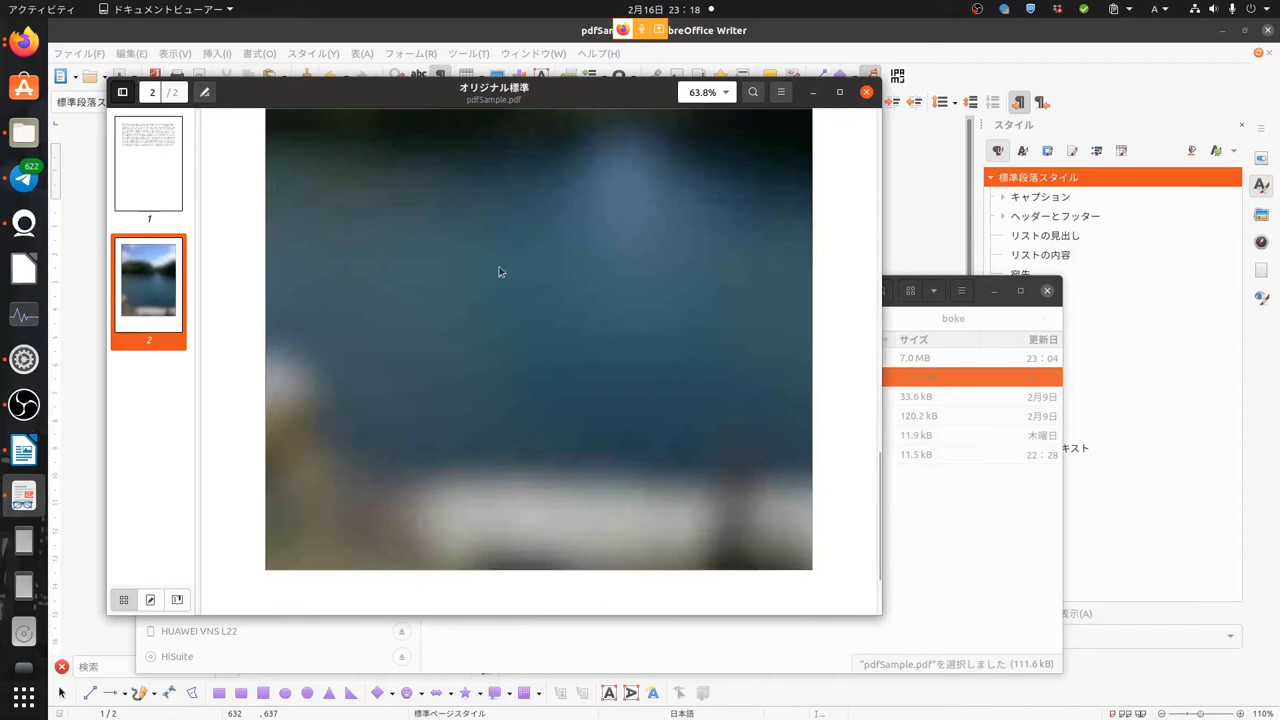 アクティビティ
ドキュメントビューアー
2月16日 23：18
A
pdfSam
breOffice Writer
ファイル(F)
編集(E)
表示(V)
挿入(I)
書式(O)
スタイル(Y)
表(A)
フォーム(R)
ツール(T)
ウィンドウ(W)
ヘルプ(H)
標準段落ス
オリジナル標準
pdfSample.pdf
2
/ 2
63.8%
1
2
622
スタイル
標準段落スタイル
キャプション
ヘッダーとフッター
リストの見出し
リストの内容
宛先
キスト
表示(A)
boke
サイズ
更新日
7.0 MB
23：04
33.6 kB
2月9日
120.2 kB
2月9日
11.9 kB
木曜日
11.5 kB
22：28
HUAWEI VNS L22
HiSuite
"pdfSample.pdf"を選択しました (111.6 kB)
検索
1 / 2
632
,637
標準ページスタイル
日本語
110%